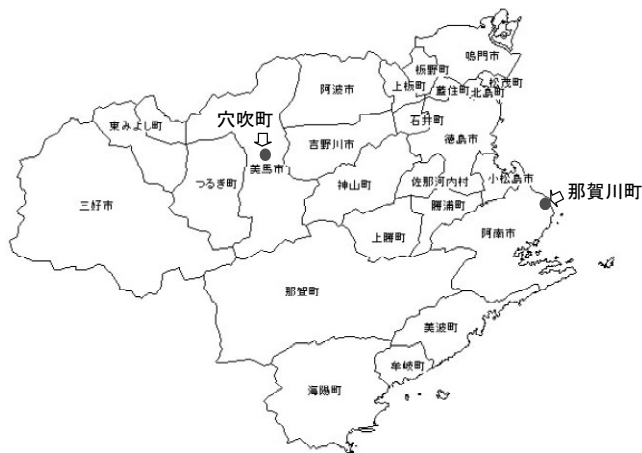 鳴門市
松茂町
板野町
上板町
藍住町
北島町
阿波市
穴吹町
石井町
東みよし町
吉野川市
徳島市
美馬市
つるぎ町
神山町
佐那河内村
小松島市
那賀川町
三好市
勝浦町
上勝町
阿南市
那賀町
美波町
牟岐町
海陽町